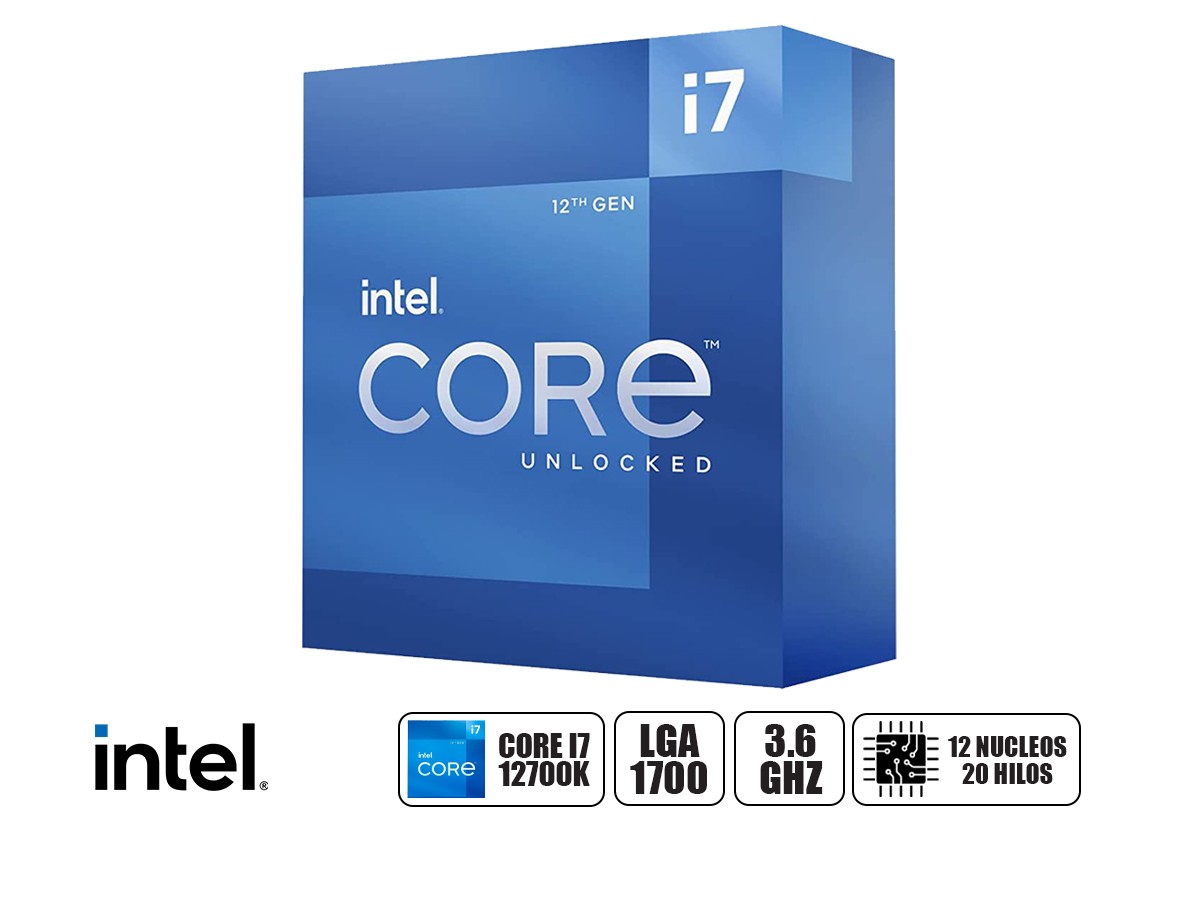 i7
12TH GEN
intel.
CORE™
UNLOCKED
intel®
i7
intel
CORE
CORE I7
12700K
LGA
1700
3.6
GHZ
12 NUCLEOS
20 HILOS